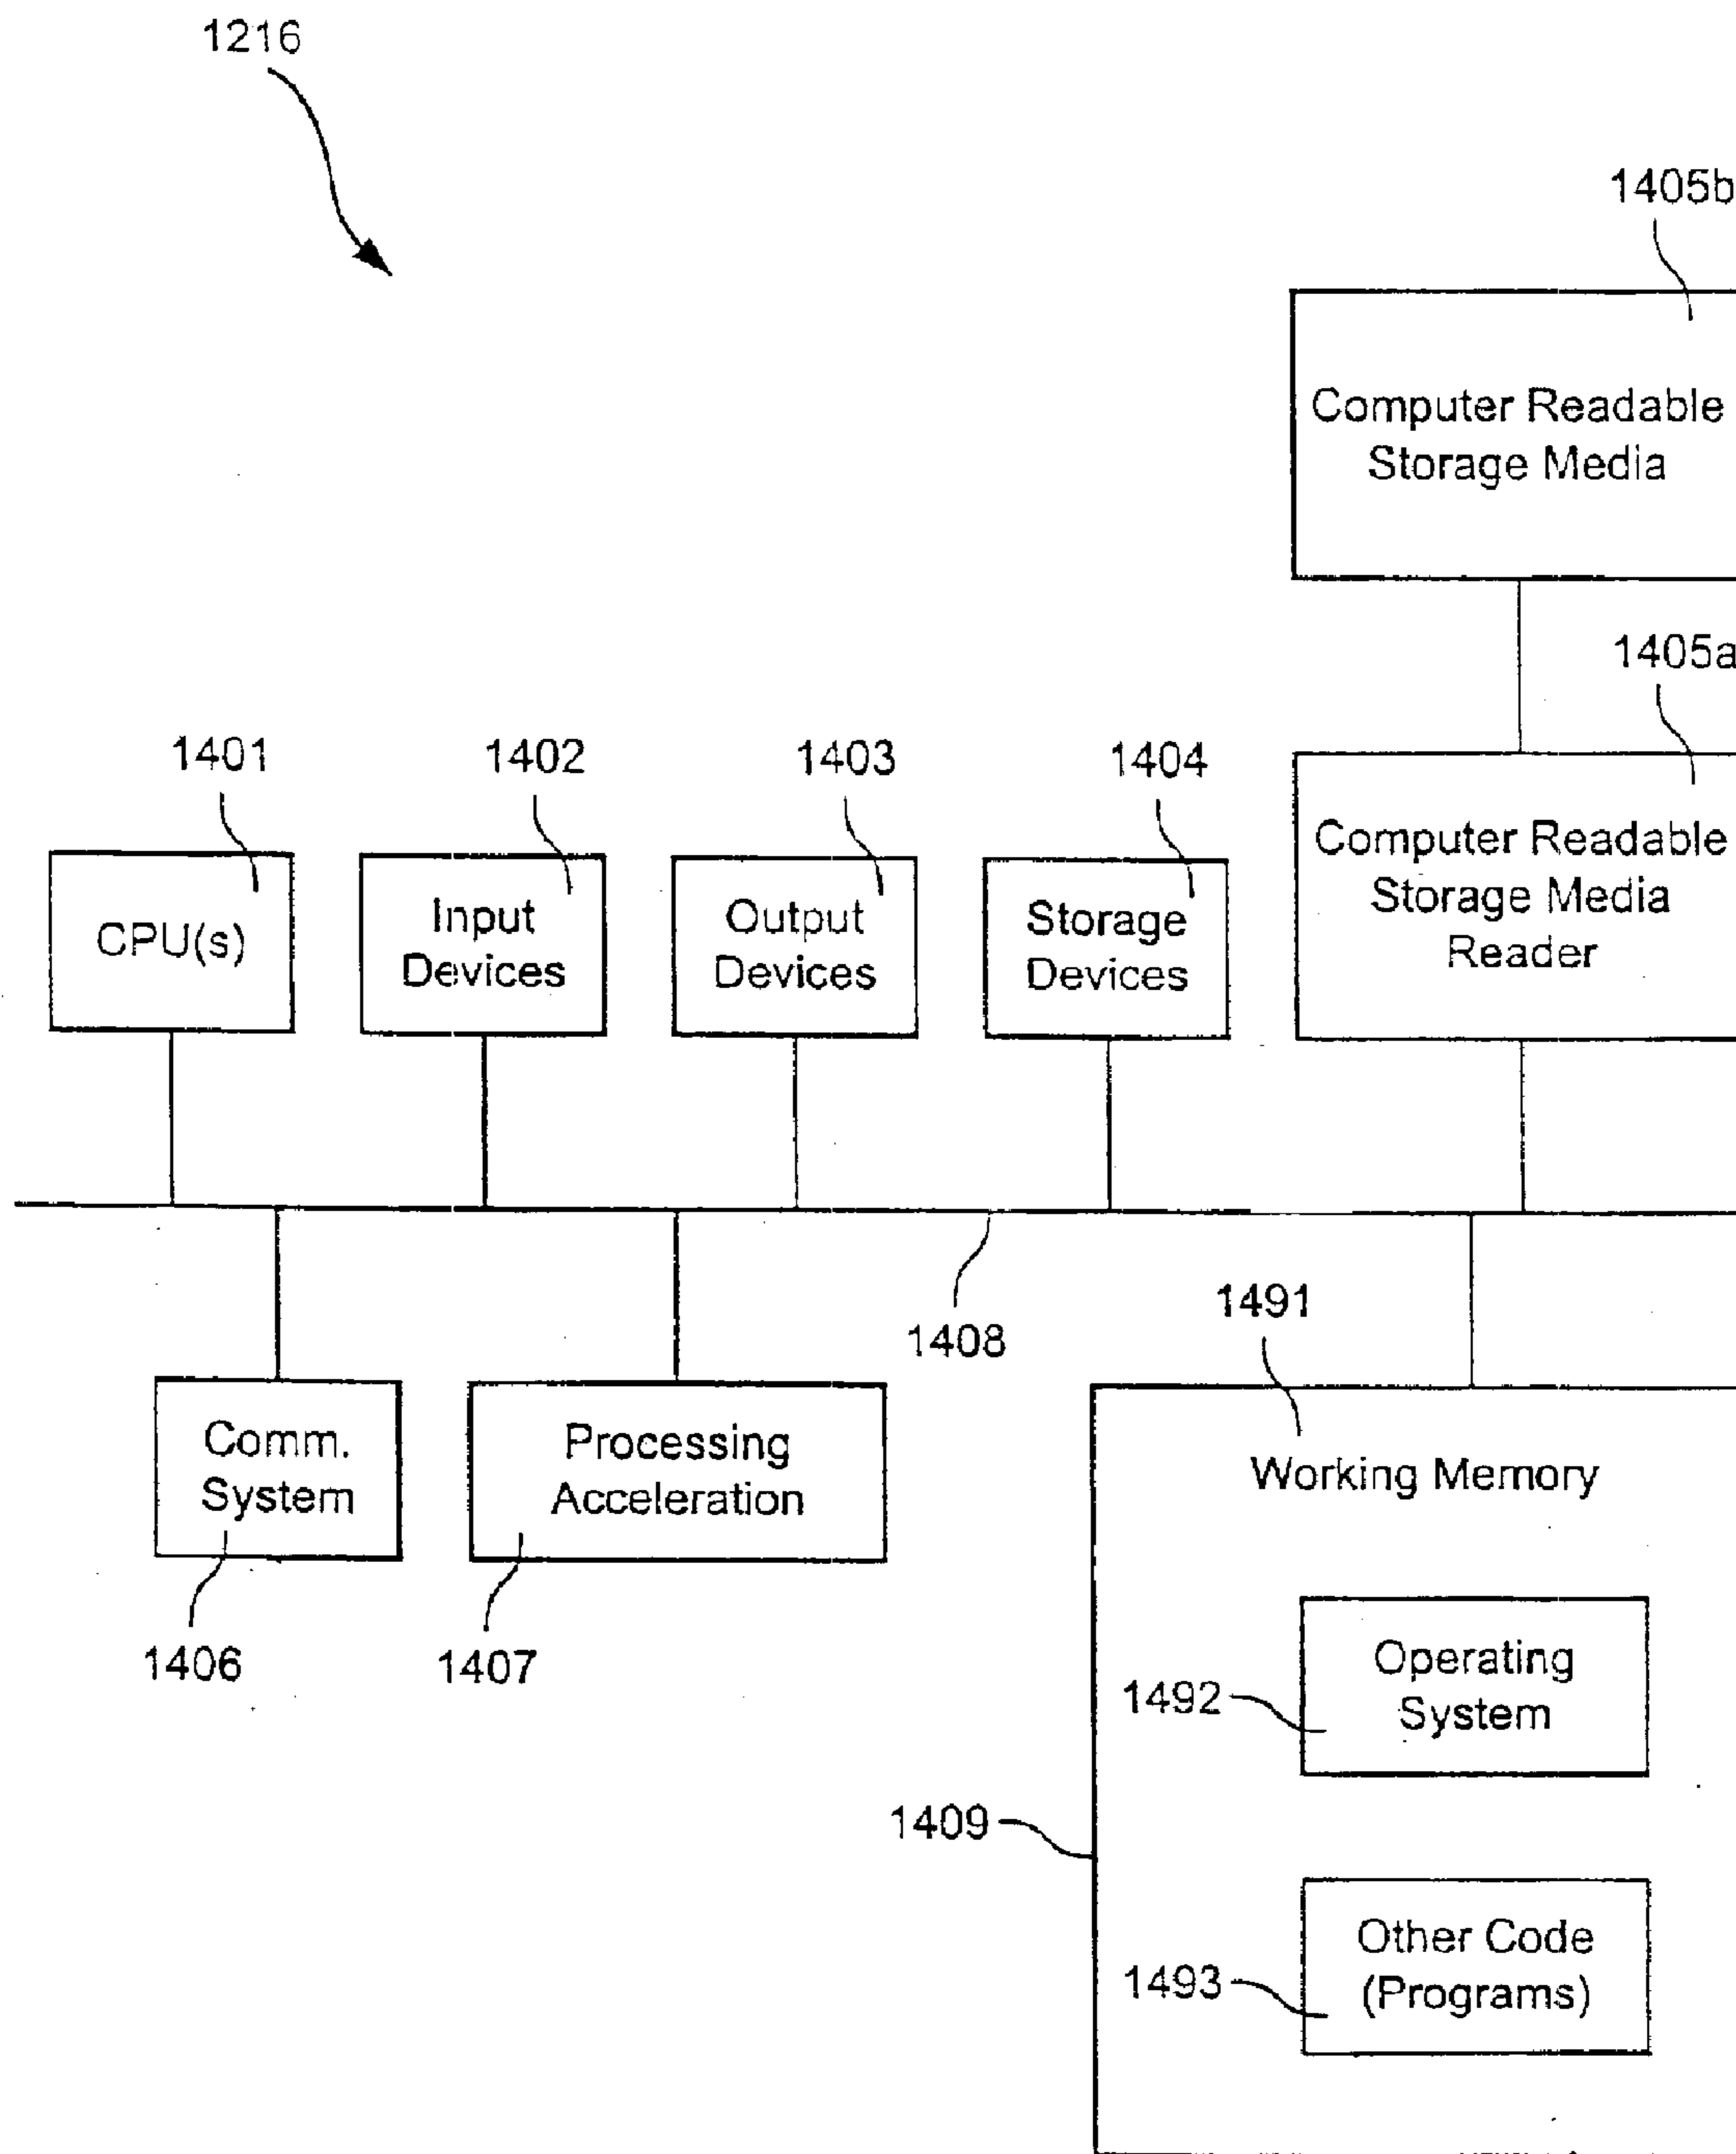 1216
1405b
Computer Readable
Storage Media
1405a
1401
1402
1403
1404
CPU(s)
Input
Devices
Output
Devices
Storage
Devices
Computer Readable
Storage Media
Reader
1408
1491
Comm.
System
Processing
Acceleration
Working Memory
1406
1407
Operating
System
1492
1409
Other Code
(Programs)
1493